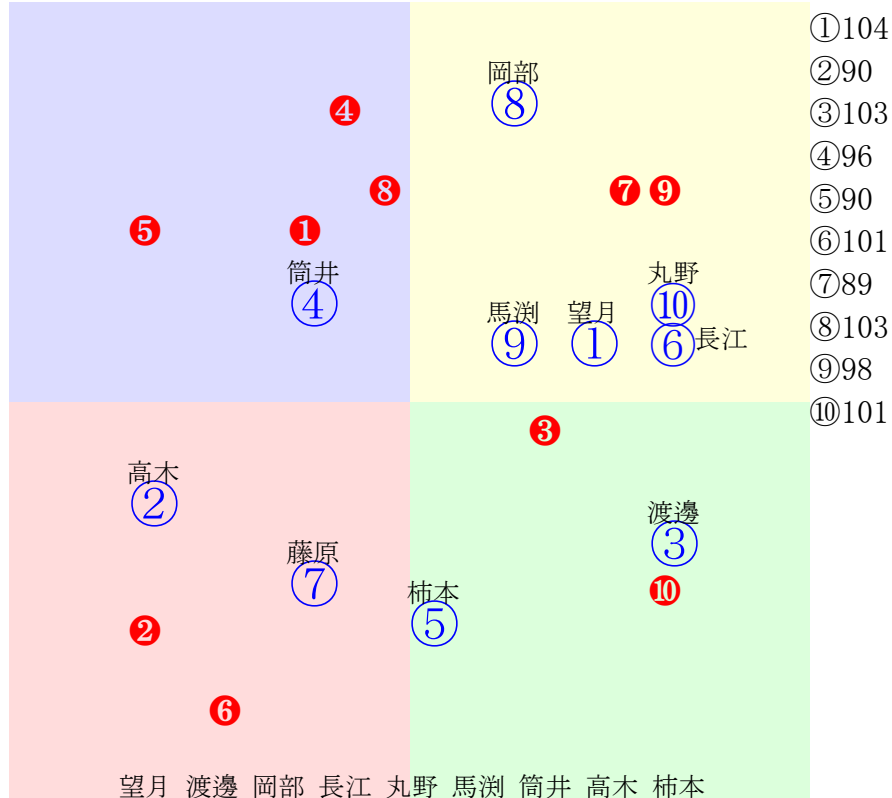 ①104
岡部
⑧
②90
❹
③103
④96
❽
❼
❾
⑤90
❺
❶
⑥101
筒井
丸野
④
⑩
⑦89
馬渕
望月
⑨
①
⑥
長江
⑧103
⑨98
⑩101
❸
高木
②
渡邊
③
藤原
⑦
柿本
⑤
❿
❷
❻
望月 渡邊 岡部 長江 丸野 馬渕 筒井 高木 柿本